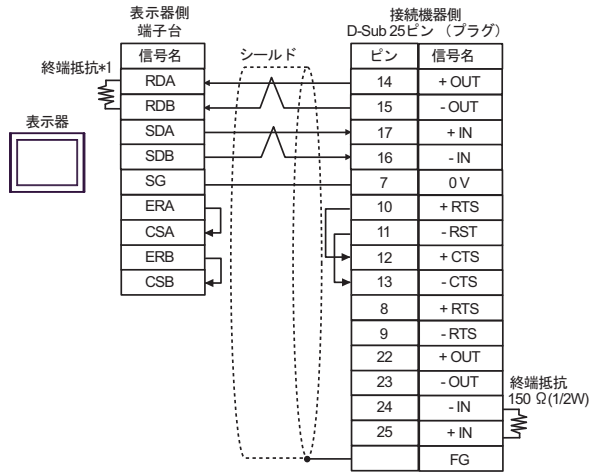 表示器側
端子台
接続機器側
D-Sub 25ピン (プラグ)
信号名
シールド
ピン 信号名
終端抵抗*1
RDA
14 + OUT
RDB
15 - OUT
表示器
SDA
17 + IN
SDB
16 - IN
SG
7 0 V
ERA
10 + RTS
CSA
11 - RST
ERB
12 + CTS
CSB
13 - CTS
8 + RTS
9 - RTS
22 + OUT
23 - OUT
終端抵抗
150 Ω(1/2W)
24 - IN
25 + IN
FG